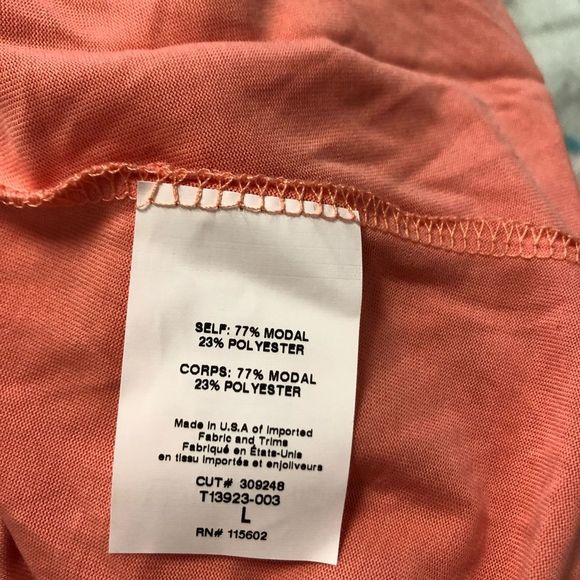 SELF: 77% MODAL
23% POLYESTER
CORPS: 77% MODAL
23% POLYESTER
Made in U.S.A of Imported
Fabric and Trims
Fabriqué en États-Unis
en tissu importés et enjoliveurs
CUT# 309248
T13923-003
L
RN# 115602